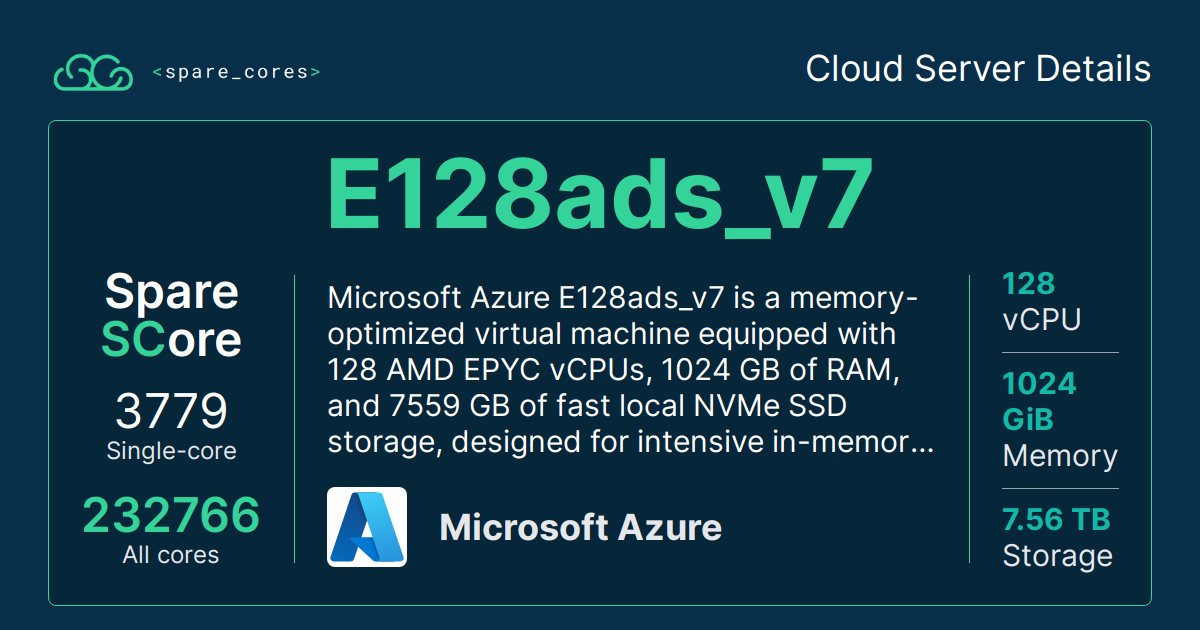 <spare_cores>
Cloud Server Details
E128ads_v7
Spare
SCore
3779
Single-core
232766
All cores
Microsoft Azure E128ads_v7 is a memory-
optimized virtual machine equipped with
128 AMD EPYC vCPUs, 1024 GB of RAM,
and 7559 GB of fast local NVMe SSD
storage, designed for intensive in-memor...
Microsoft Azure
128
vCPU
1024
GiB
Memory
7.56 TB
Storage